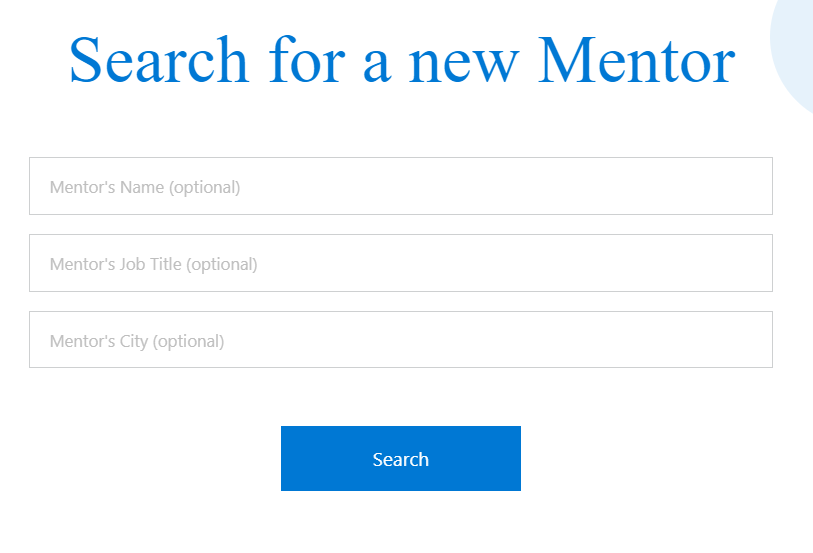 Search for a new Mentor
Mentor's Name (optional)
Mentor's Job Title (optional)
Mentor's City (optional)
Search